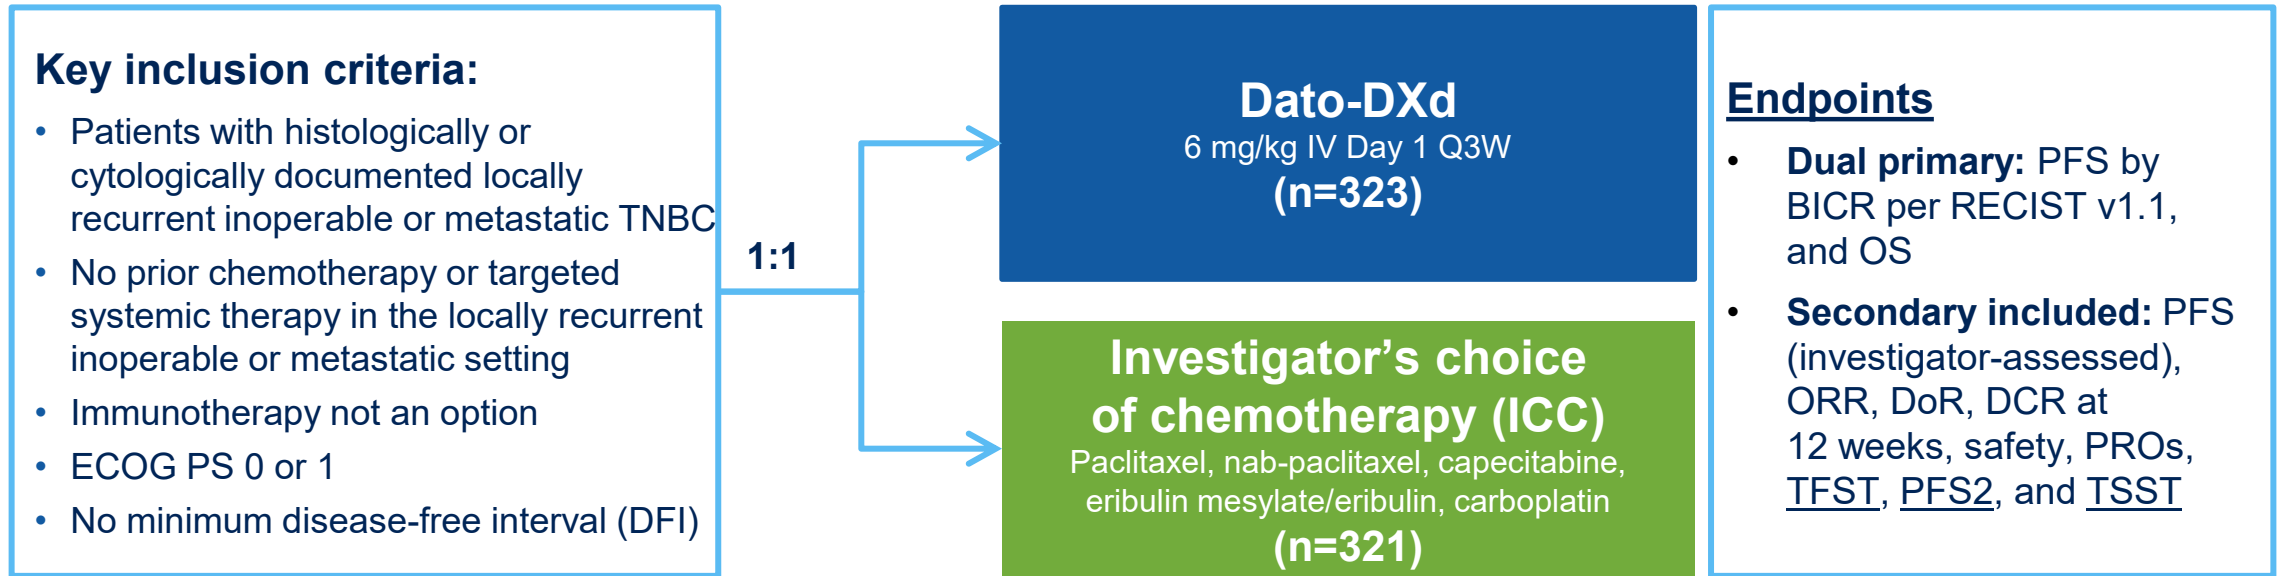 Key inclusion criteria:
• Patients with histologically or
cytologically documented locally
recurrent inoperable or metastatic TNBC
• No prior chemotherapy or targeted
systemic therapy in the locally recurrent
inoperable or metastatic setting
• Immunotherapy not an option
• ECOG PS 0 or 1
• No minimum disease-free interval (DFI)
1:1
Dato-DXd
6 mg/kg IV Day 1 Q3W
(n=323)
Investigator’s choice
of chemotherapy (ICC)
Paclitaxel, nab-paclitaxel, capecitabine,
eribulin mesylate/eribulin, carboplatin
(n=321)
Endpoints
• Dual primary: PFS by
BICR per RECIST v1.1,
and OS
• Secondary included: PFS
(investigator-assessed),
ORR, DoR, DCR at
12 weeks, safety, PROs,
TFST, PFS2, and TSST